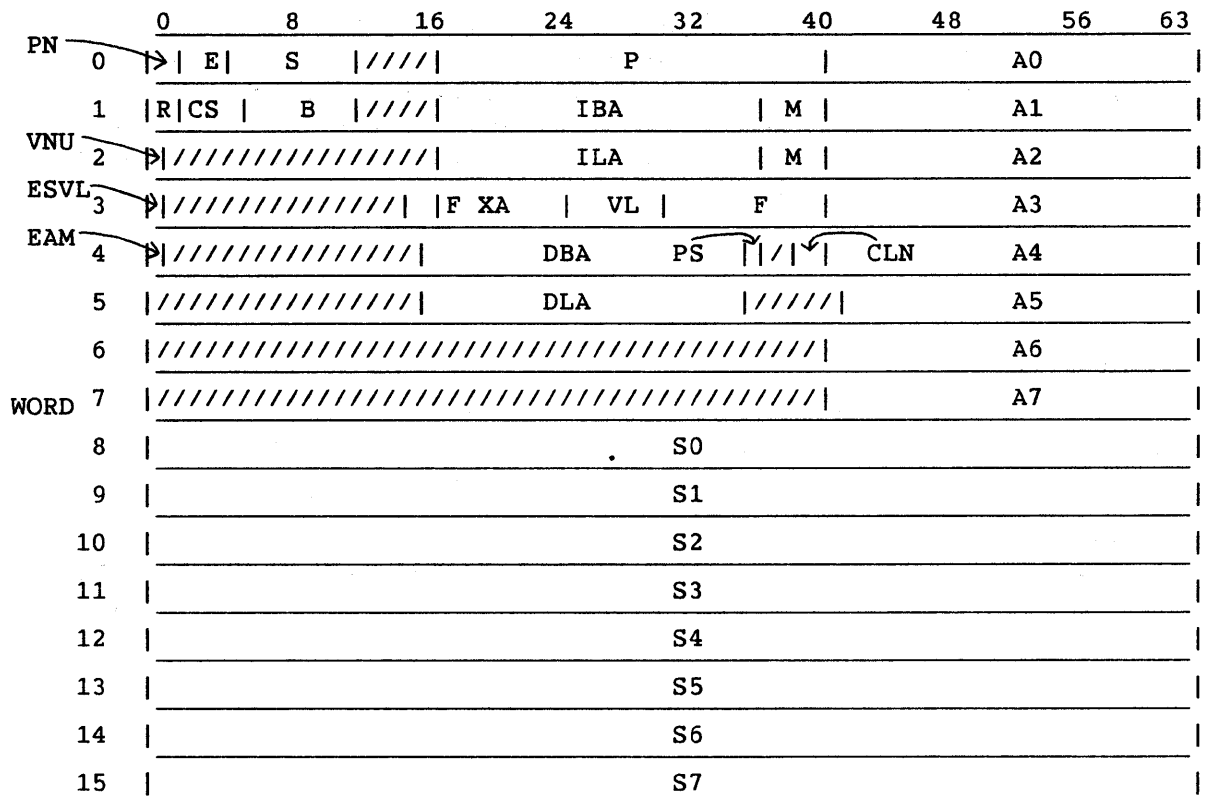 0 8 16 24 32 40 48 56 63
PN 0 | | E| S |////| P | A0 |
1 |R|CS | B |////| IBA | M | A1 |
VNU 2 ||////////////////| ILA | M | A2 |
ESVL 3 ||//////////////| |F XA | VL | F | A3 |
EAM 4 ||///////////////| DBA PS ||/| | CLN A4 |
5 |////////////////| DLA |/////| A5 |
6 |/////////////////////////////////////////| A6 |
WORD 7 |/////////////////////////////////////////| A7 |
8 | S0 |
9 | S1 |
10 | S2 |
11 | S3 |
12 | S4 |
13 | S5 |
14 | S6 |
15 | S7 |